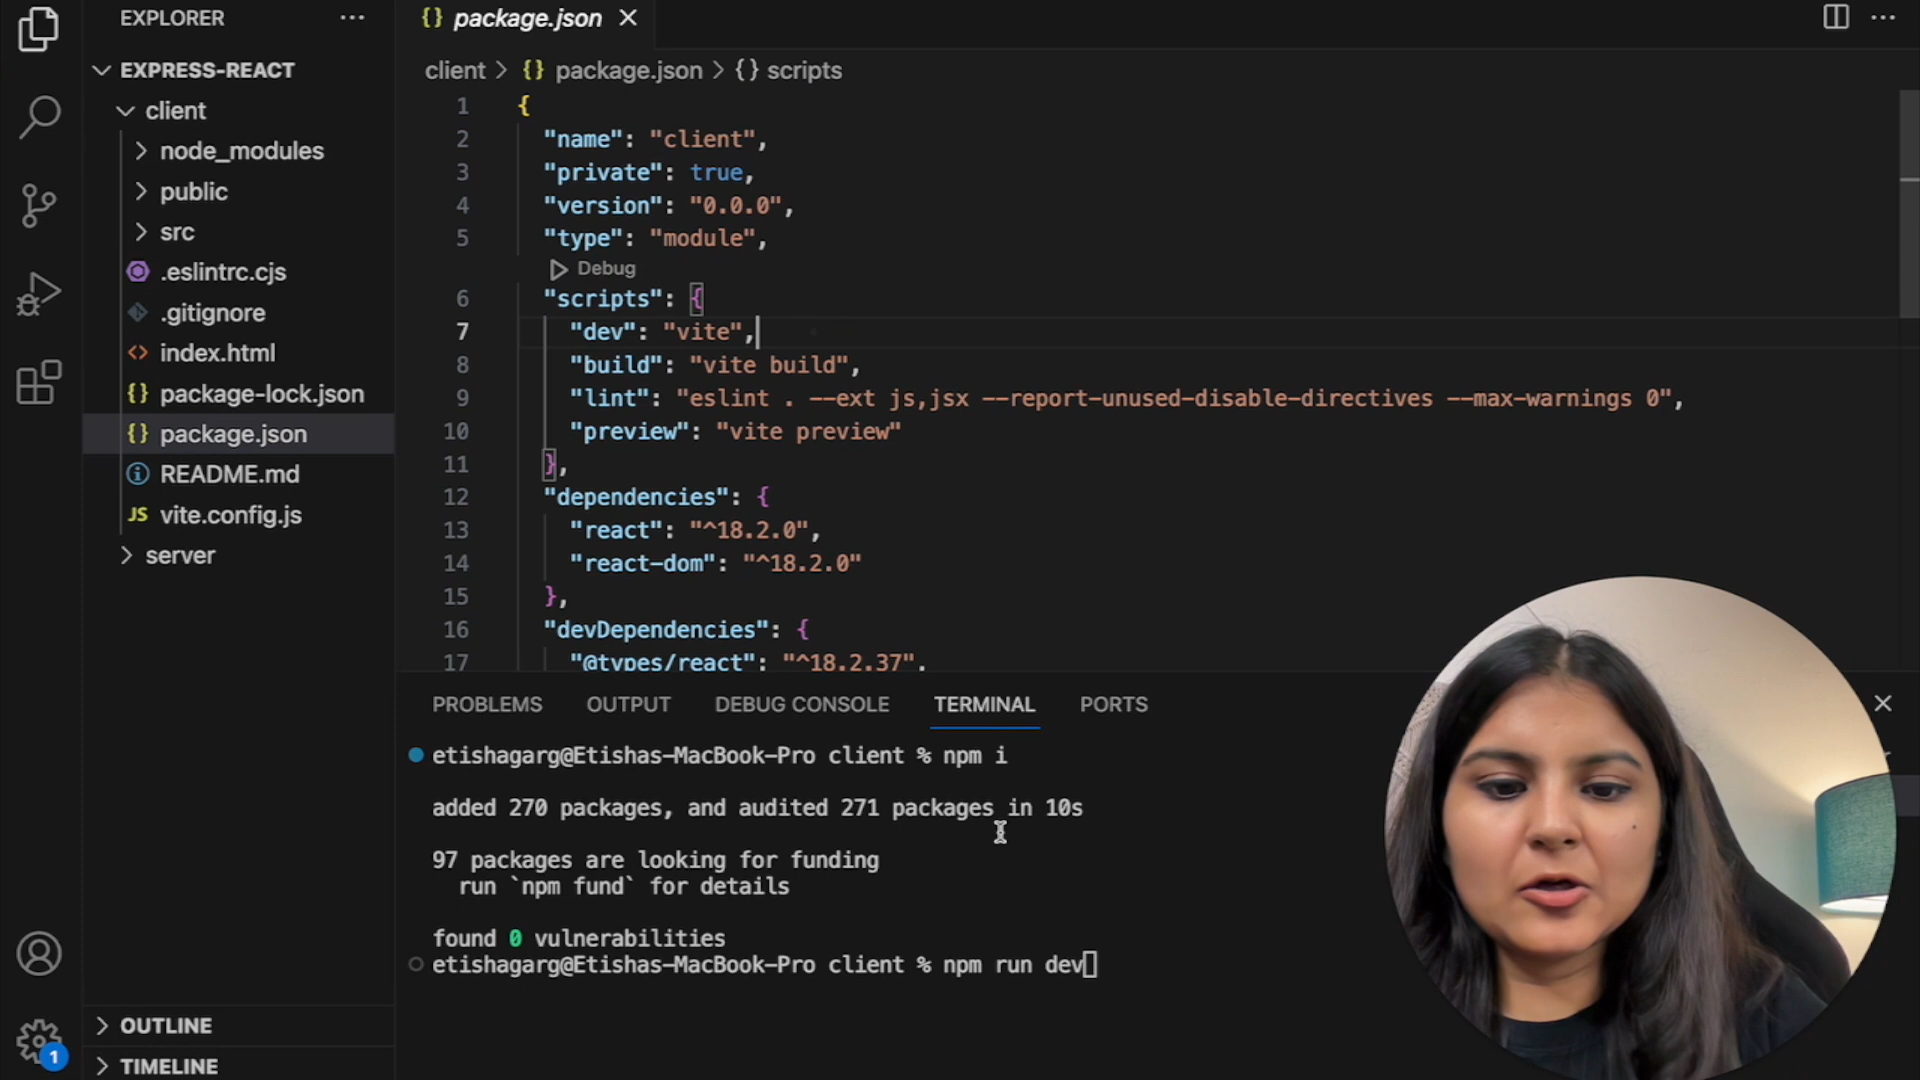 EXPLORER
EXPRESS-REACT
client
node_modules
public
src
.eslintrc.cjs
.gitignore
index.html
package-lock.json
package.json
README.md
vite.config.js
server
OUTLINE
TIMELINE
1
package.json
client > {} package.json > {} scripts
1 {
2 "name": "client",
3 "private": true,
4 "version": "0.0.0",
5 "type": "module",
Debug
6 "scripts": {
7 "dev": "vite",
8 "build": "vite build",
9 "lint": "eslint . --ext js,jsx --report-unused-disable-directives --max-warnings 0",
10 "preview": "vite preview"
11 },
12 "dependencies": {
13 "react": "^18.2.0",
14 "react-dom": "^18.2.0"
15 },
16 "devDependencies": {
17 "@types/react": "^18.2.37",
PROBLEMS OUTPUT DEBUG CONSOLE TERMINAL PORTS
etishagarg@Etishas-MacBook-Pro client % npm i
added 270 packages, and audited 271 packages in 10s
97 packages are looking for funding
run `npm fund` for details
found 0 vulnerabilities
etishagarg@Etishas-MacBook-Pro client % npm run dev